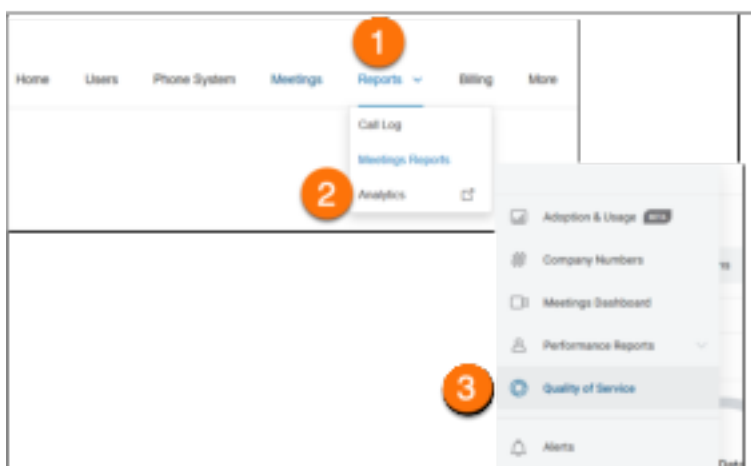 1
Home Users Phone System Meetings Reports Billing More
Call Log
Meetings Reports
2 Analytics
Adoption & Usage BETA
Company Numbers
Meetings Dashboard
Performance Reports
3 Quality of Service
Alerts